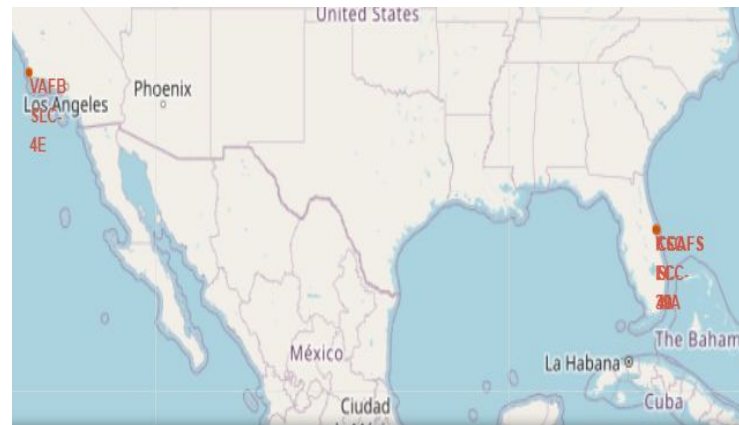 United States
VAFB
Los Angeles
SLC-
4E
Phoenix
México
La Habana
The Baham
Cuba
Ciudad